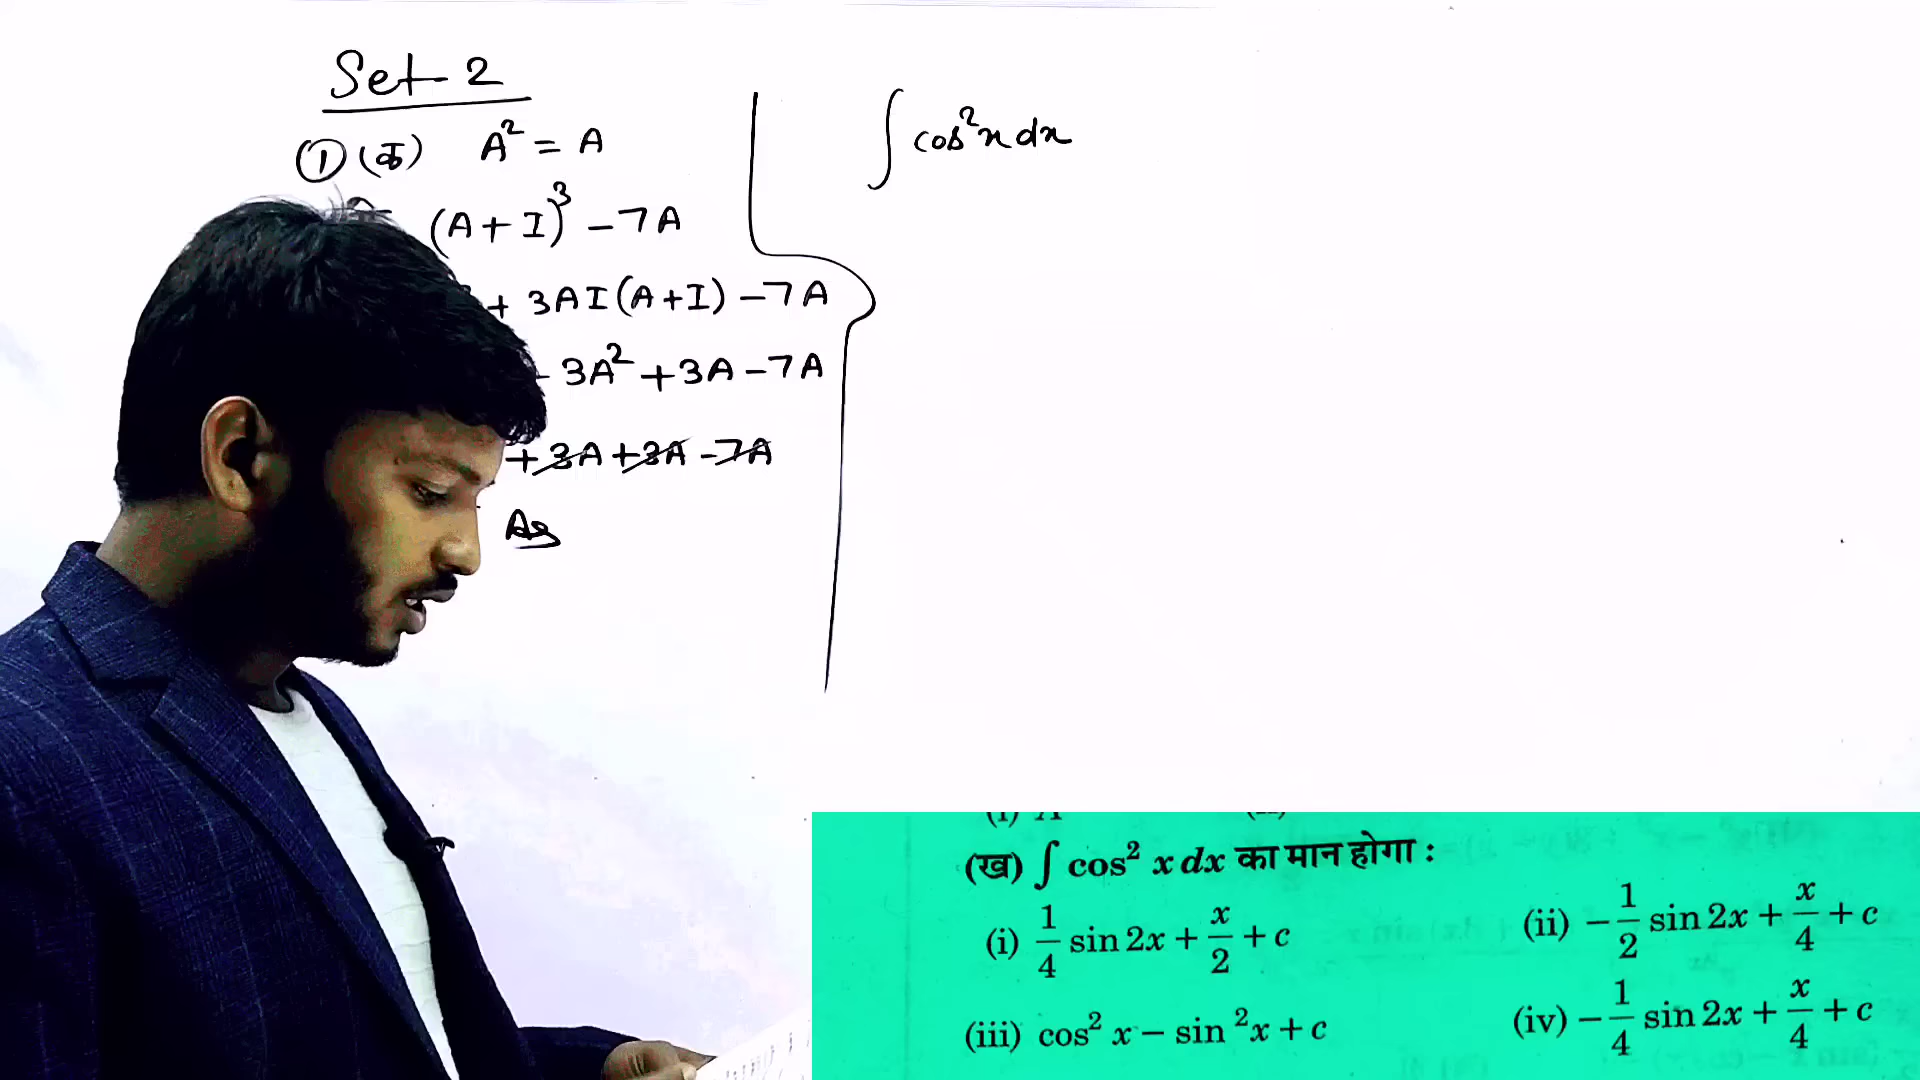 Set-2
① (क) A² = A
(A+I)³ - 7A
+ 3AI(A+I) - 7A
- 3A² + 3A - 7A
+3A +3A -7A
∫cos²x dx
(ख) ∫ cos² x dx का मान होगा :
(i) 1/4 sin 2x + x/2 + c
(ii) - 1/2 sin 2x + x/4 + c
(iii) cos² x - sin ²x + c
(iv) - 1/4 sin 2x + x/4 + c